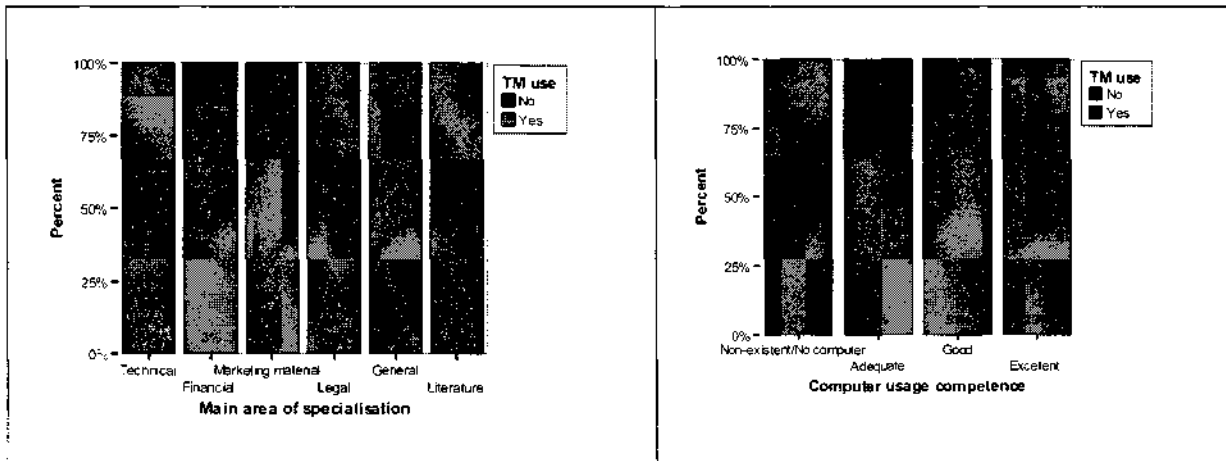 100%
75%
50%
25%
0%
Percent
Technical
Financial
Marketing material
Legal
General
Literature
Main area of specialisation
TM use
No
Yes
100%
75%
50%
25%
0%
Percent
Non-existent/No computer
Adequate
Good
Excellent
Computer usage competence
TM use
No
Yes